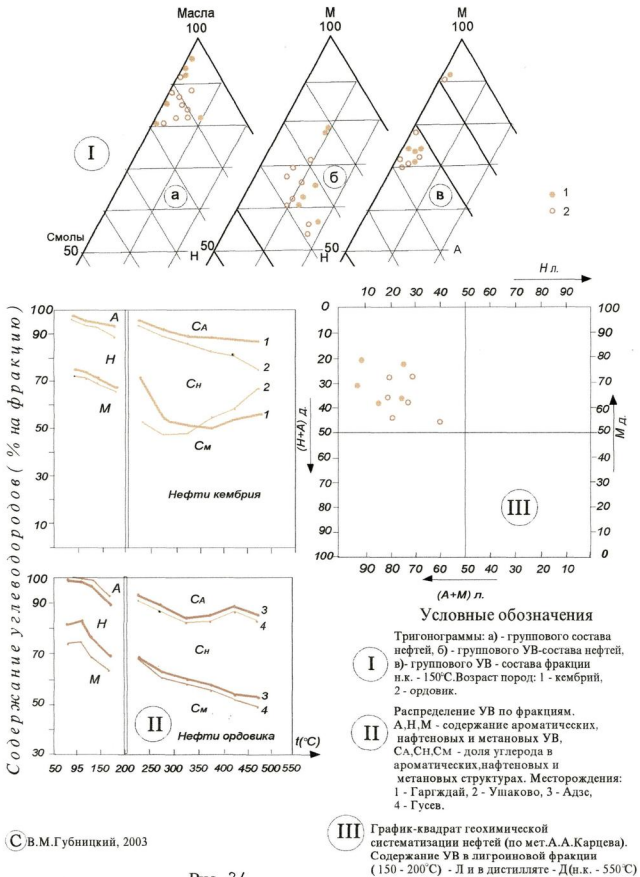 Масла
100
М
100
М
100
I
а
б
в
1
2
Смолы
50
Н
50
Н
50
А
Содержание углеводородов ( % на фракцию)
100
90
70
50
30
10
0
А
Н
М
СА
СН
СМ
1
2
2
1
Нефти кембрия
100
90
70
50
30
А
Н
М
СА
СН
СМ
3
4
3
4
II
Нефти ордовика
t(°С)
50 95 150 200 250 300 350 400 450 500 550
Н л.
10 20 30 40 50 60 70 80 90
0
10
20
30
40
50
60
70
80
90
100
(Н+А) д.
100
90
80
70
60
50
40
30
20
10
0
М д.
III
90 80 70 60 50 40 30 20 10 0
(А+М) л.
Условные обозначения
I
Тригонограммы: а) - группового состава
нефтей, б) - группового УВ-состава нефтей,
в)- группового УВ - состава фракции
н.к. - 150°С.Возраст пород: 1 - кембрий,
2 - ордовик.
II
Распределение УВ по фракциям.
А,Н,М - содержание ароматических,
нафтеновых и метановых УВ,
СА,СН,СМ - доля углерода в
ароматических,нафтеновых и
метановых структурах. Месторождения:
1 - Гаргждай, 2 - Ушаково, 3 - Адзе,
4 - Гусев.
III
График-квадрат геохимической
систематизации нефтей (по мет.А.А.Карцева).
Содержание УВ в лигроиновой фракции
( 150 - 200°С) - Л и в дистилляте - Д(н.к. - 550°С)
С В.М.Губницкий, 2003